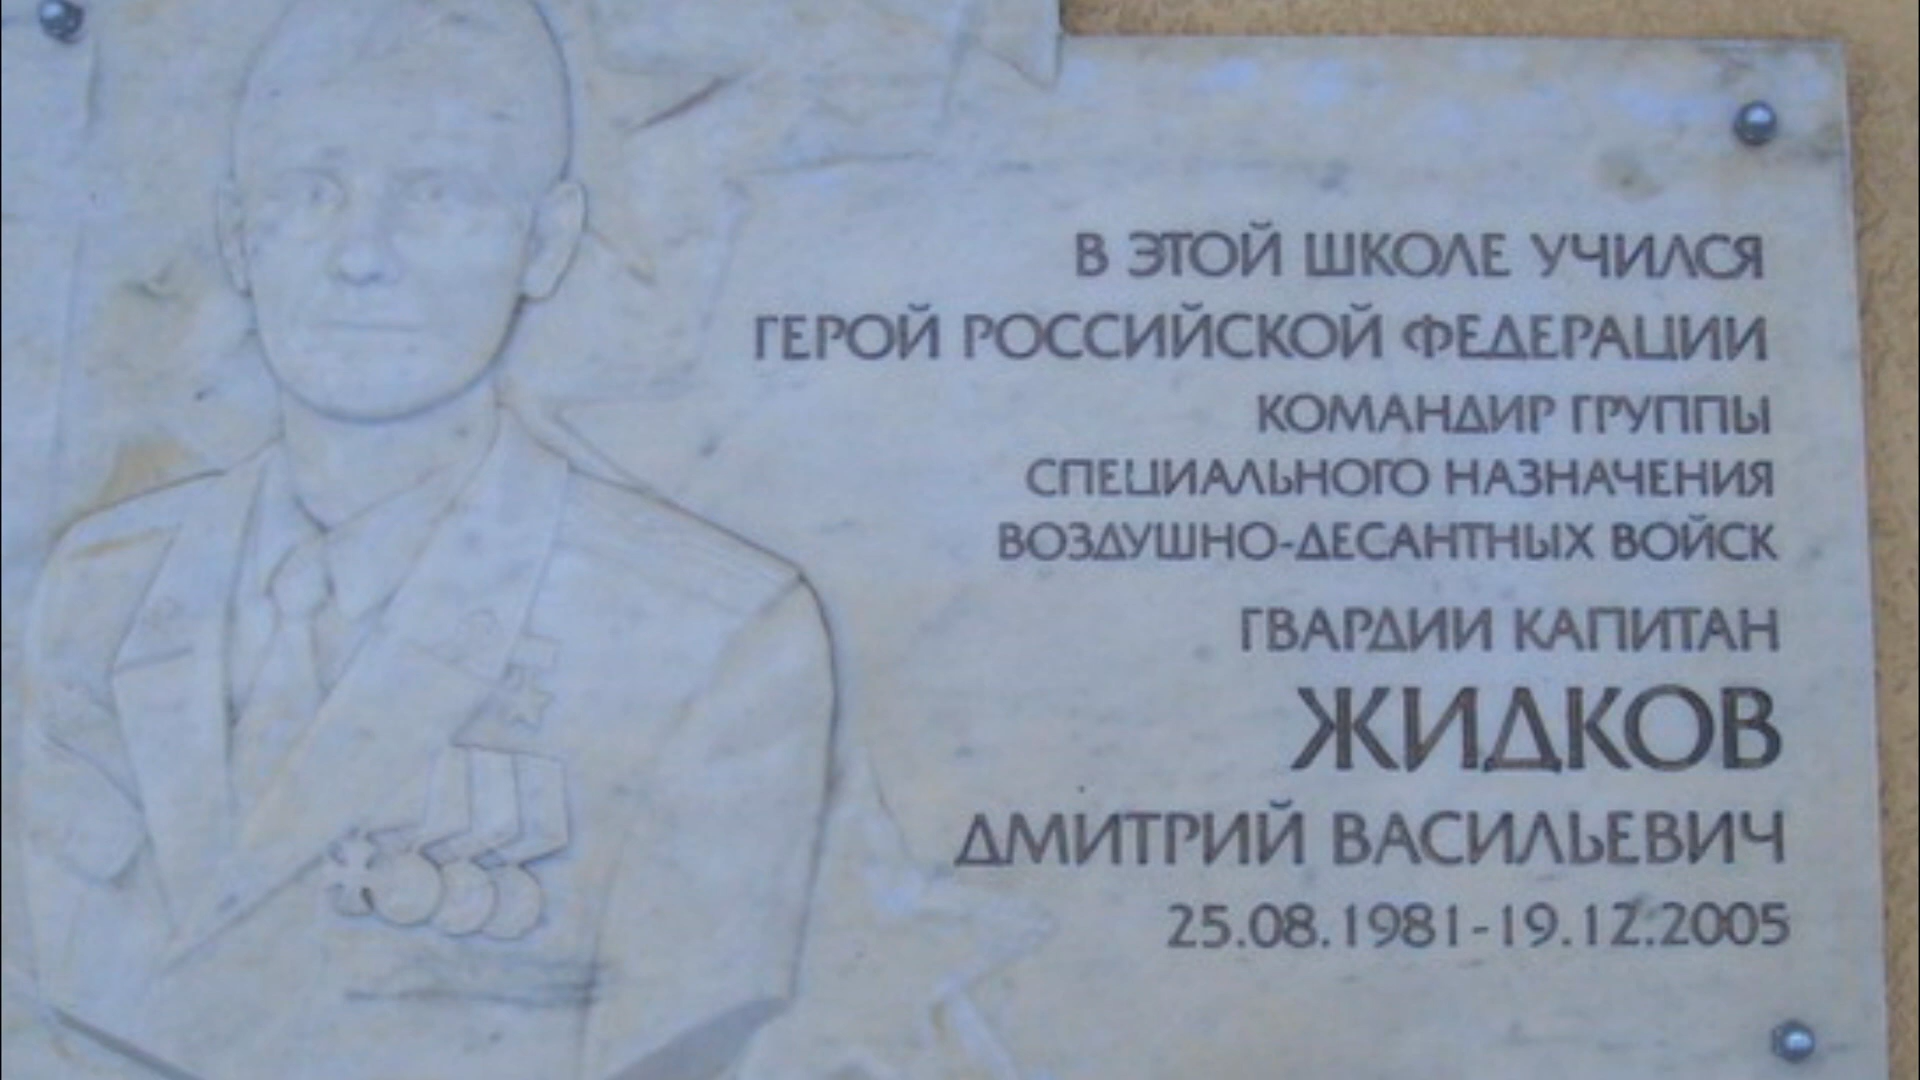 В ЭТОЙ ШКОЛЕ УЧИЛСЯ
ГЕРОЙ РОССИЙСКОЙ ФЕДЕРАЦИИ
КОМАНДИР ГРУППЫ
СПЕЦИАЛЬНОГО НАЗНАЧЕНИЯ
ВОЗДУШНО-ДЕСАНТНЫХ ВОЙСК
ГВАРДИИ КАПИТАН
ЖИДКОВ
ДМИТРИЙ ВАСИЛЬЕВИЧ
25.08.1981-19.12.2005